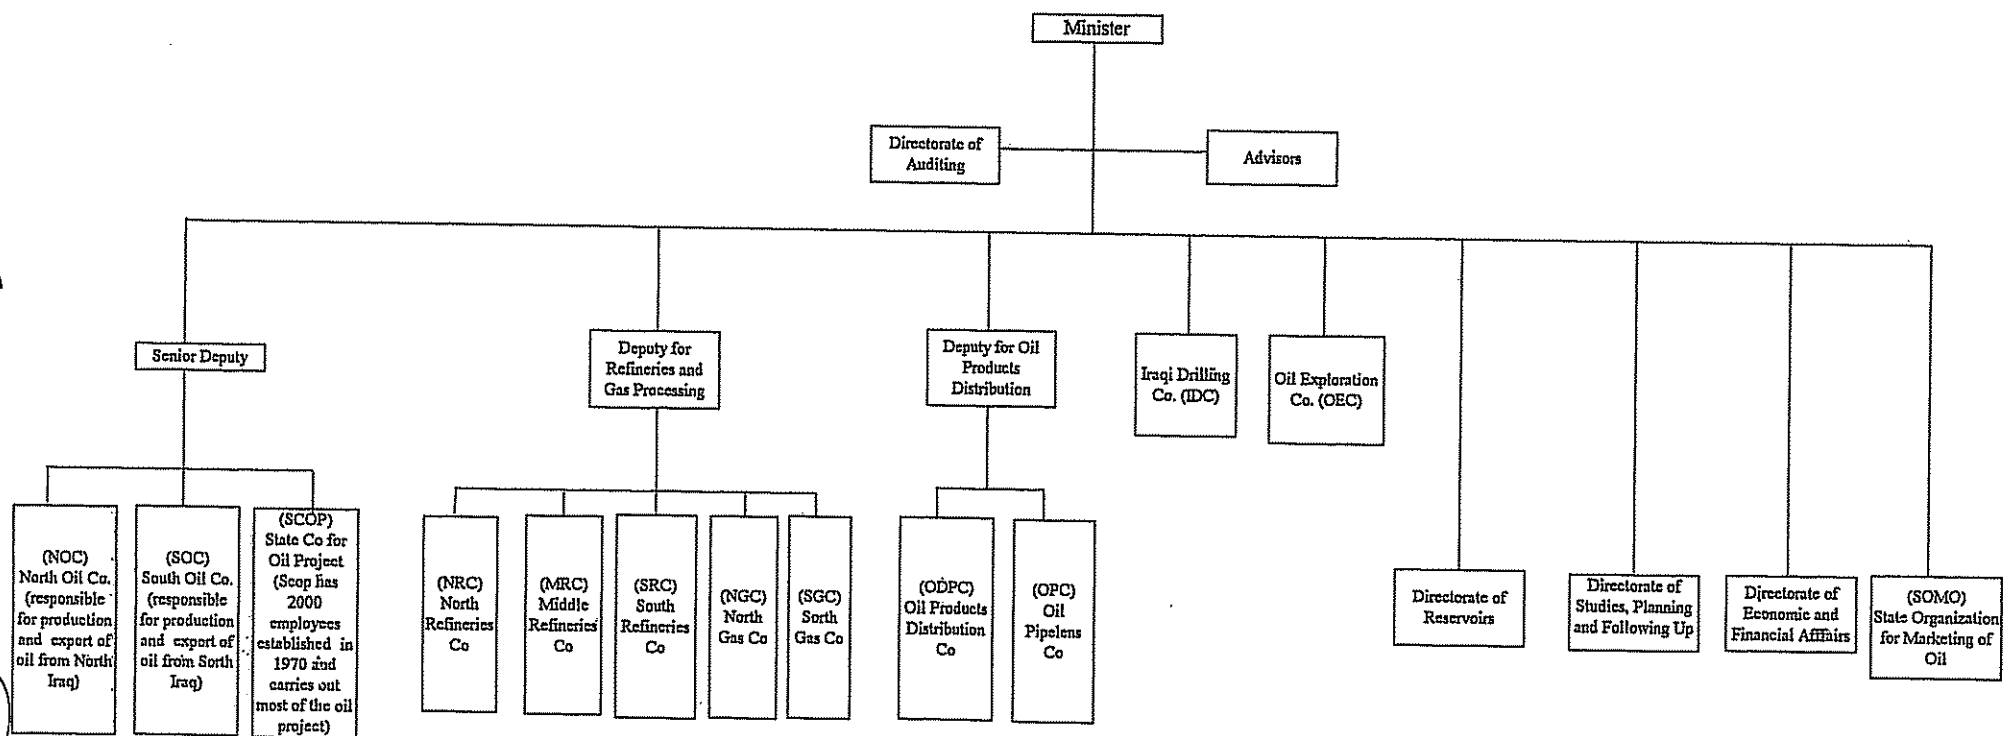 Minister
Directorate of
Auditing
Advisors
Senior Deputy
Deputy for
Refineries and
Gas Processing
Deputy for Oil
Products
Distribution
Iraqi Drilling
Co. (IDC)
Oil Exploration
Co. (OEC)
(NOC)
North Oil Co.
(responsible
for production
and export of
oil from North
Iraq)
(SOC)
South Oil Co.
(responsible
for production
and export of
oil from Sorth
Iraq)
(SCOP)
State Co for
Oil Project
(Scop has
2000
employees
established in
1970 and
carries out
most of the oil
project)
(NRC)
North
Refineries
Co
(MRC)
Middle
Refineries
Co
(SRC)
South
Refineries
Co
(NGC)
North
Gas Co
(SGC)
Sorth
Gas Co
(ODPC)
Oil Products
Distribution
Co
(OPC)
Oil
Pipelens
Co
Directorate of
Reservoirs
Directorate of
Studies, Planning
and Following Up
Directorate of
Economic and
Financial Afffairs
(SOMO)
State Organization
for Marketing of
Oil